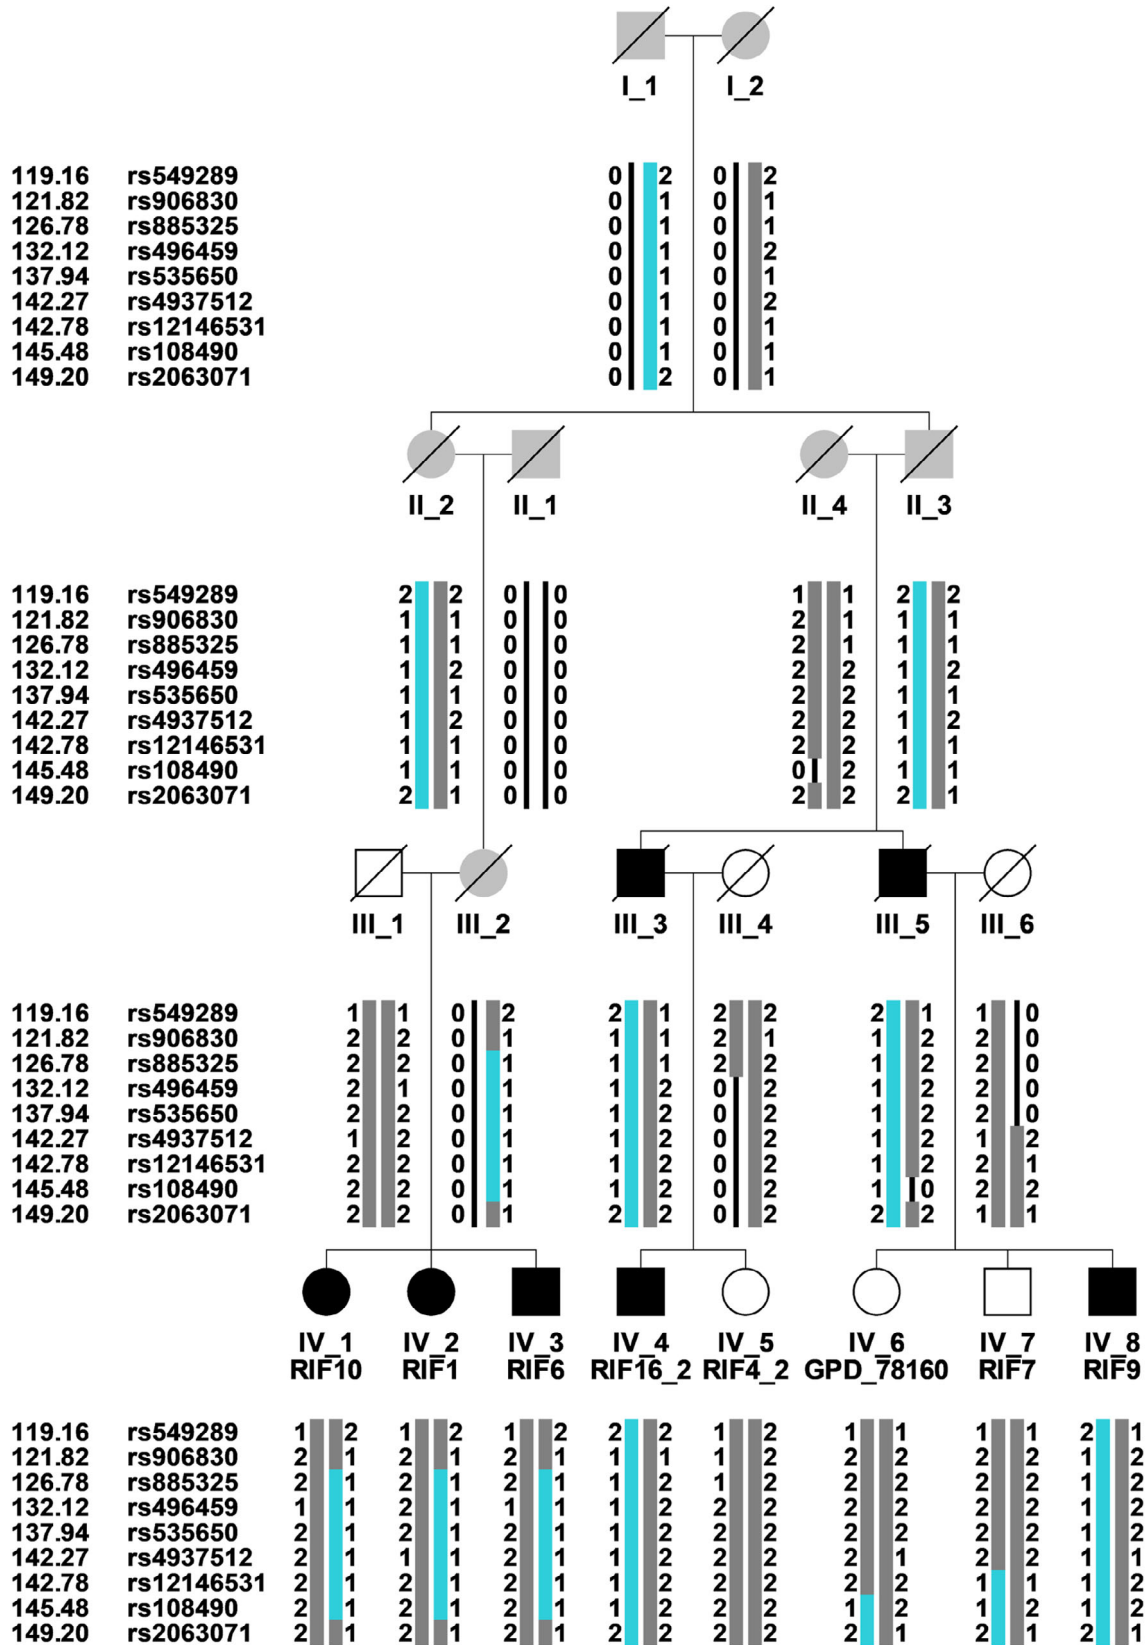 I_1 I_2
119.16 rs549289 0 2 0 2
121.82 rs906830 0 1 0 1
126.78 rs885325 0 1 0 1
132.12 rs496459 0 1 0 2
137.94 rs535650 0 1 0 1
142.27 rs4937512 0 1 0 2
142.78 rs12146531 0 1 0 1
145.48 rs108490 0 1 0 1
149.20 rs2063071 0 2 0 1
II_2 II_1 II_4 II_3
119.16 rs549289 2 2 0 0 1 1 2 2
121.82 rs906830 1 1 0 0 2 1 1 1
126.78 rs885325 1 1 0 0 2 1 1 1
132.12 rs496459 1 2 0 0 2 2 1 2
137.94 rs535650 1 1 0 0 2 2 1 1
142.27 rs4937512 1 2 0 0 2 2 1 2
142.78 rs12146531 1 1 0 0 2 2 1 1
145.48 rs108490 1 1 0 0 0 2 1 1
149.20 rs2063071 2 1 0 0 2 2 2 1
III_1 III_2 III_3 III_4 III_5 III_6
119.16 rs549289 1 1 0 2 2 1 2 2 2 1 1 0
121.82 rs906830 2 2 0 1 1 1 2 1 1 2 2 0
126.78 rs885325 2 2 0 1 1 1 2 2 1 2 2 0
132.12 rs496459 2 1 0 1 1 2 0 2 1 2 2 0
137.94 rs535650 2 2 0 1 1 2 0 2 1 2 2 0
142.27 rs4937512 1 2 0 1 1 2 0 2 1 2 1 2
142.78 rs12146531 2 2 0 1 1 2 0 2 1 2 2 1
145.48 rs108490 2 2 0 1 1 2 0 2 1 0 2 2
149.20 rs2063071 2 2 0 1 2 2 0 2 2 2 1 1
IV_1 IV_2 IV_3 IV_4 IV_5 IV_6 IV_7 IV_8
RIF10 RIF1 RIF6 RIF16_2 RIF4_2 GPD_78160 RIF7 RIF9
119.16 rs549289 1 2 1 2 1 2 2 2 1 2 1 1 1 1 2 1
121.82 rs906830 2 1 2 1 2 1 1 1 1 2 2 2 2 2 1 2
126.78 rs885325 2 1 2 1 2 1 1 2 1 2 2 2 2 2 1 2
132.12 rs496459 1 1 2 1 1 1 1 2 2 2 2 2 2 2 1 2
137.94 rs535650 2 1 2 1 2 1 1 2 2 2 2 2 2 2 1 2
142.27 rs4937512 2 1 1 1 2 1 1 2 2 2 2 1 2 2 1 1
142.78 rs12146531 2 1 2 1 2 1 1 2 2 2 2 2 1 1 1 2
145.48 rs108490 2 1 2 1 2 1 1 2 2 2 1 2 1 2 1 2
149.20 rs2063071 2 1 2 1 2 1 2 2 2 2 2 1 2 1 2 1